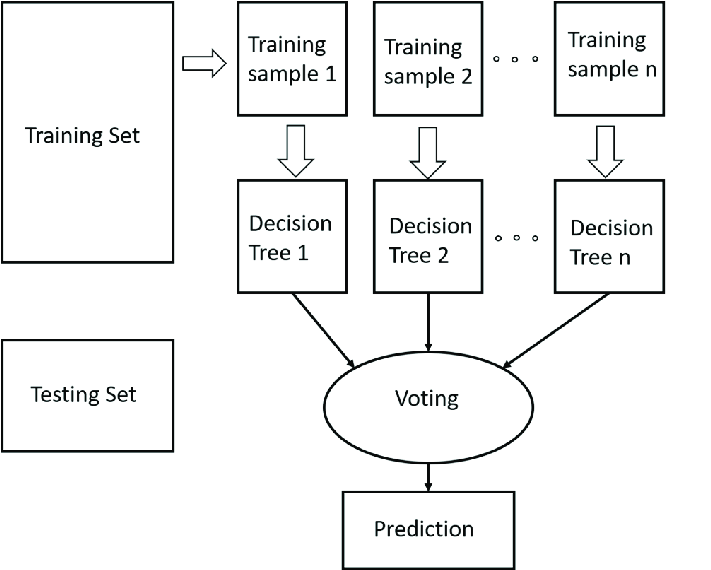 Training Set
Training
sample 1
Training
sample 2
Training
sample n
Decision
Tree 1
Decision
Tree 2
Decision
Tree n
Testing Set
Voting
Prediction